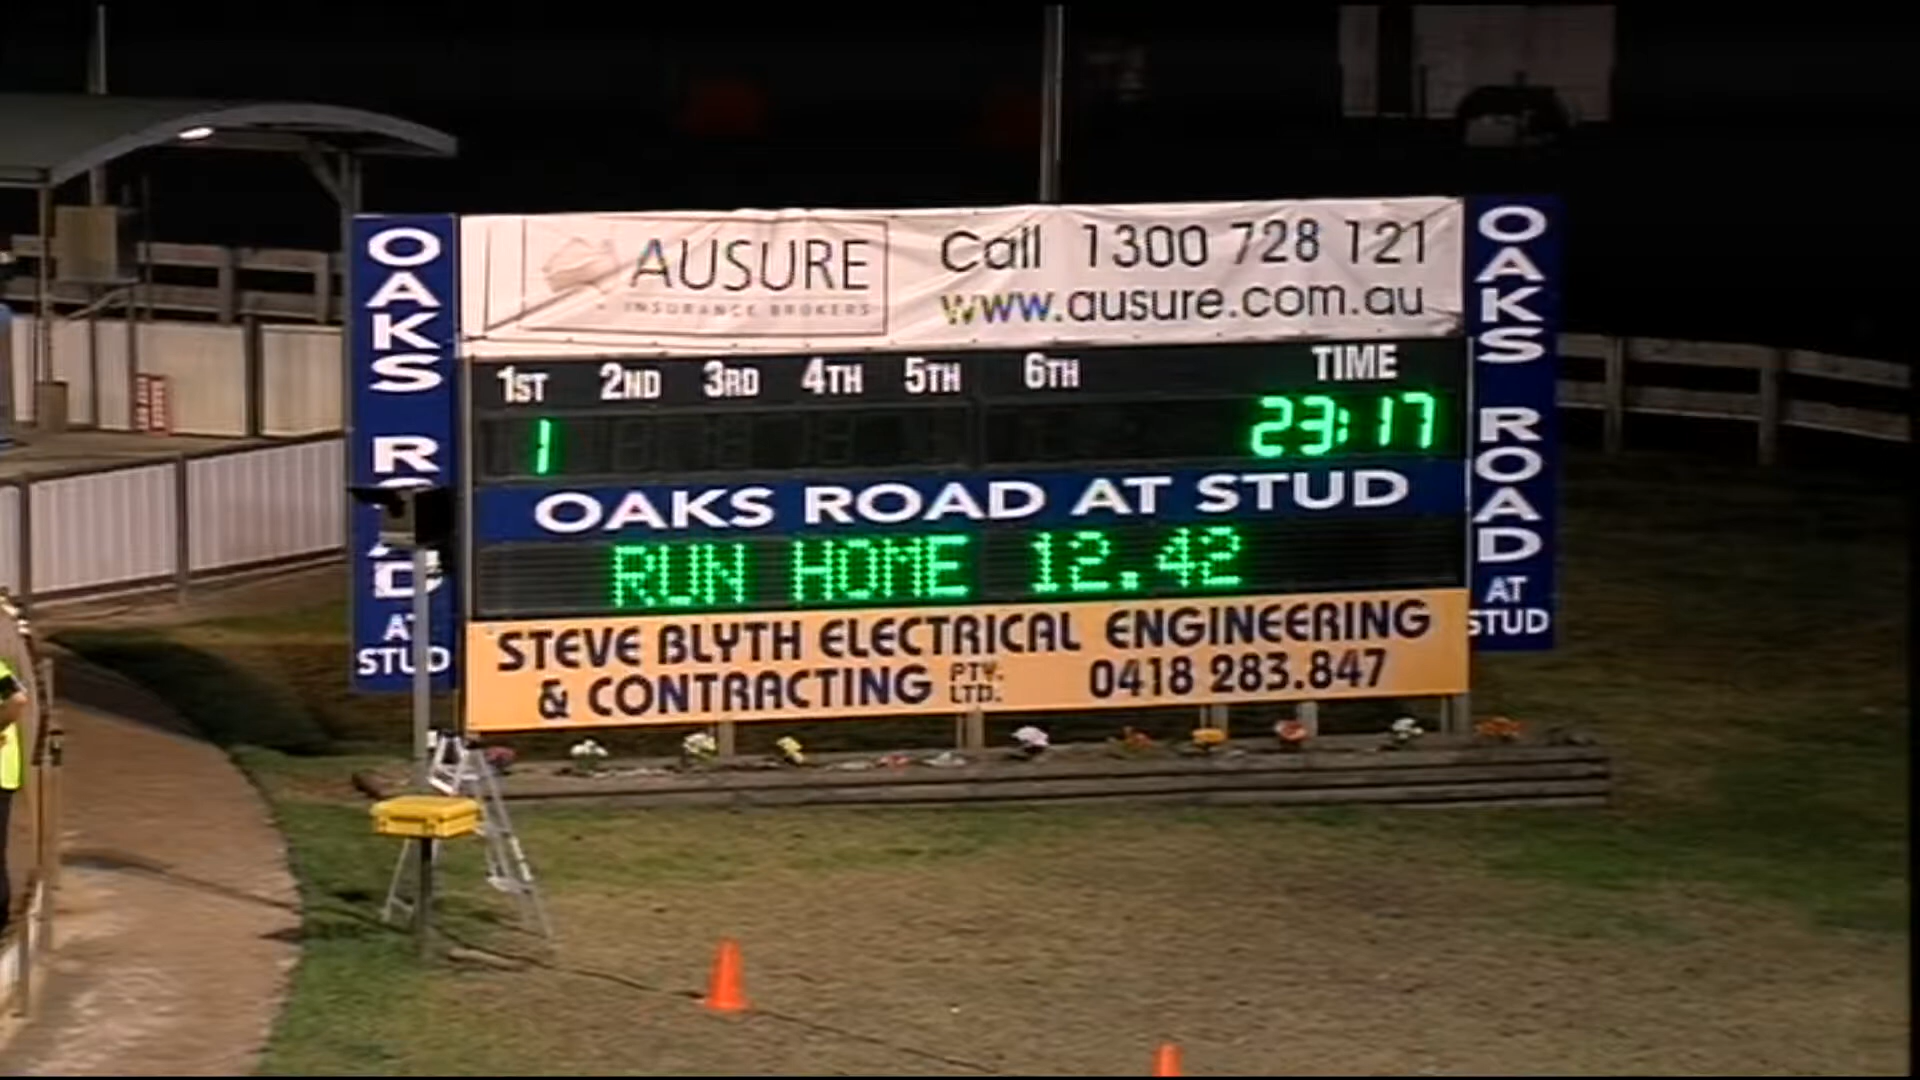 AUSURE
INSURANCE BROKERS
Call 1300 728 121
www.ausure.com.au
OAKS ROAD AT STUD
1ST 2ND 3RD 4TH 5TH 6TH TIME
1 23:17
OAKS ROAD AT STUD
RUN HOME 12.42
STEVE BLYTH ELECTRICAL ENGINEERING
& CONTRACTING PTY. LTD. 0418 283.847
OAKS ROAD AT STUD